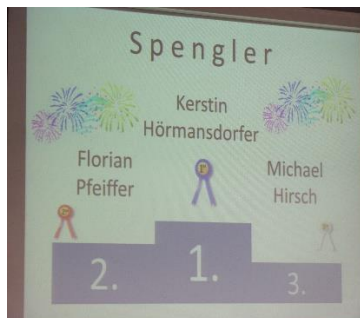 Spengler
Kerstin
Hörmansdorfer
Florian
Pfeiffer
Michael
Hirsch
1.
2.
3.